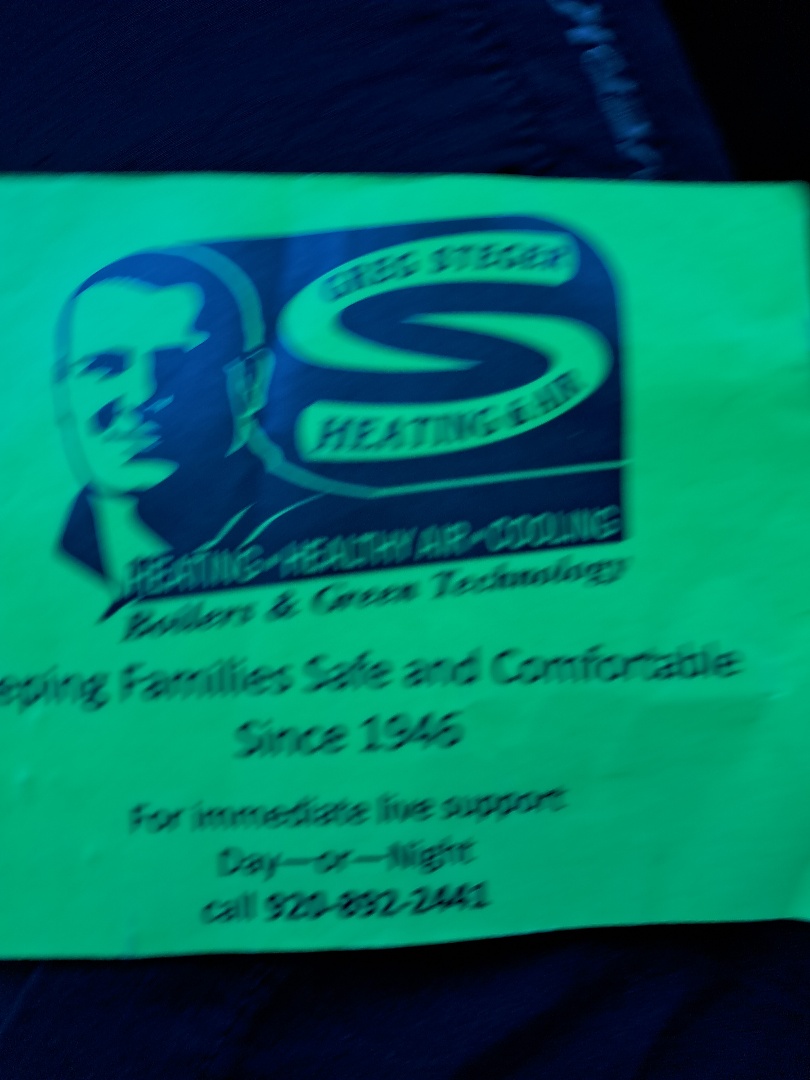 GREG STEGER
HEATING & AIR
HEATING • HEALTHY AIR • COOLING
Boilers & Green Technology
eping Families Safe and Comfortable
Since 1946
For immediate live support
Day—or—Night
call 920-892-2441